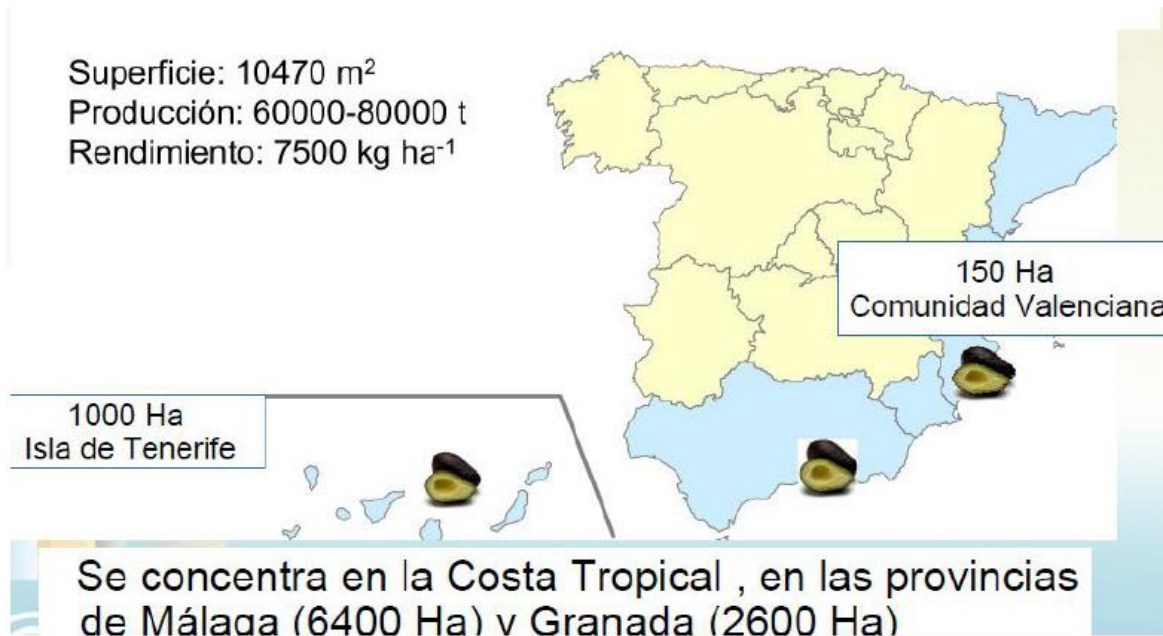 Superficie: 10470 m²
Producción: 60000-80000 t
Rendimiento: 7500 kg ha⁻¹
150 Ha
Comunidad Valenciana
1000 Ha
Isla de Tenerife
Se concentra en la Costa Tropical , en las provincias
de Málaga (6400 Ha) y Granada (2600 Ha)